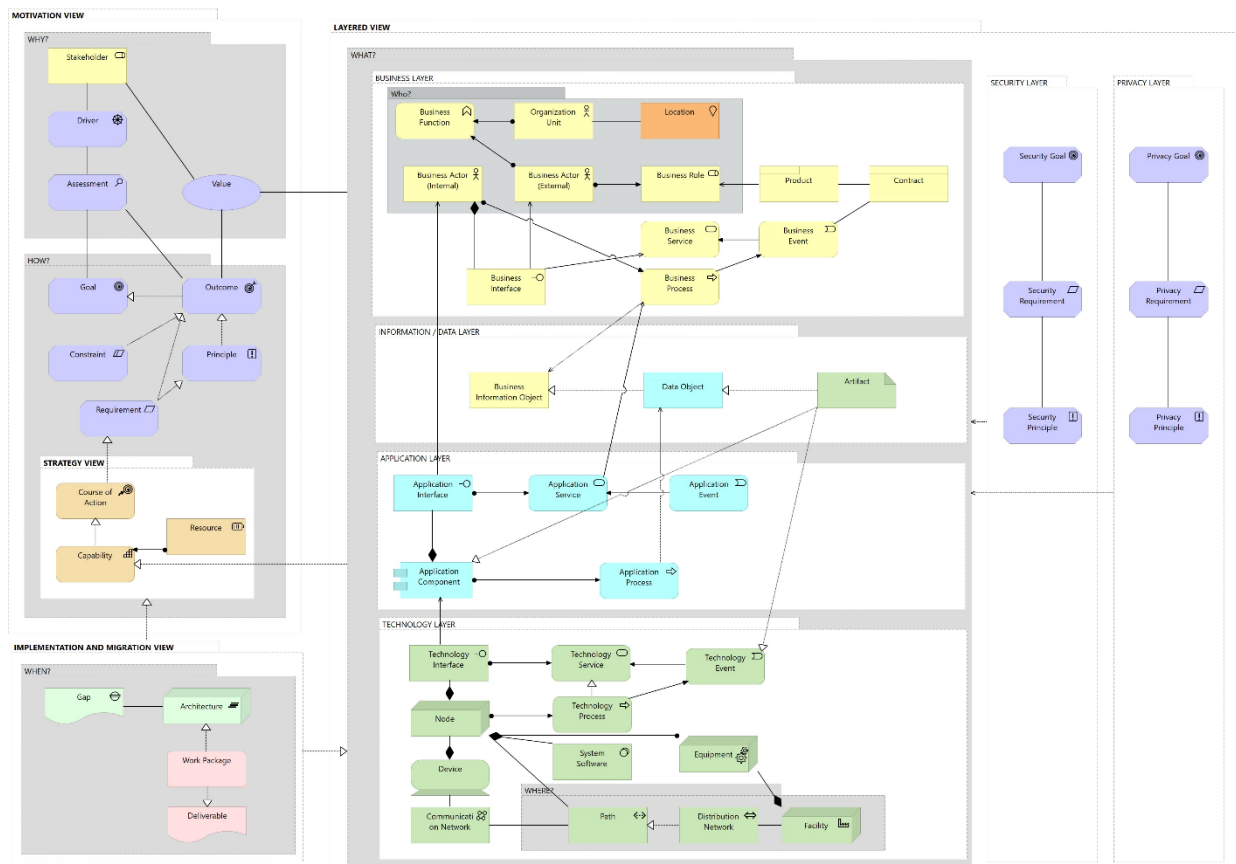 MOTIVATION VIEW
WHY?
Stakeholder
Driver
Assessment
Value
HOW?
Goal
Outcome
Constraint
Principle
Requirement
STRATEGY VIEW
Course of
Action
Resource
Capability
IMPLEMENTATION AND MIGRATION VIEW
WHEN?
Gap
Architecture
Work Package
Deliverable
LAYERED VIEW
WHAT?
BUSINESS LAYER
Who?
Business
Function
Organization
Unit
Location
Business Actor
(Internal)
Business Actor
(External)
Business Role
Product
Contract
Business
Service
Business
Event
Business
Interface
Business
Process
INFORMATION / DATA LAYER
Business
Information Object
Data Object
Artifact
APPLICATION LAYER
Application
Interface
Application
Service
Application
Event
Application
Component
Application
Process
TECHNOLOGY LAYER
Technology
Interface
Technology
Service
Technology
Event
Node
Technology
Process
System
Software
Equipment
Device
WHERE?
Communicati
on Network
Path
Distribution
Network
Facility
SECURITY LAYER
Security Goal
Security
Requirement
Security
Principle
PRIVACY LAYER
Privacy Goal
Privacy
Requirement
Privacy
Principle